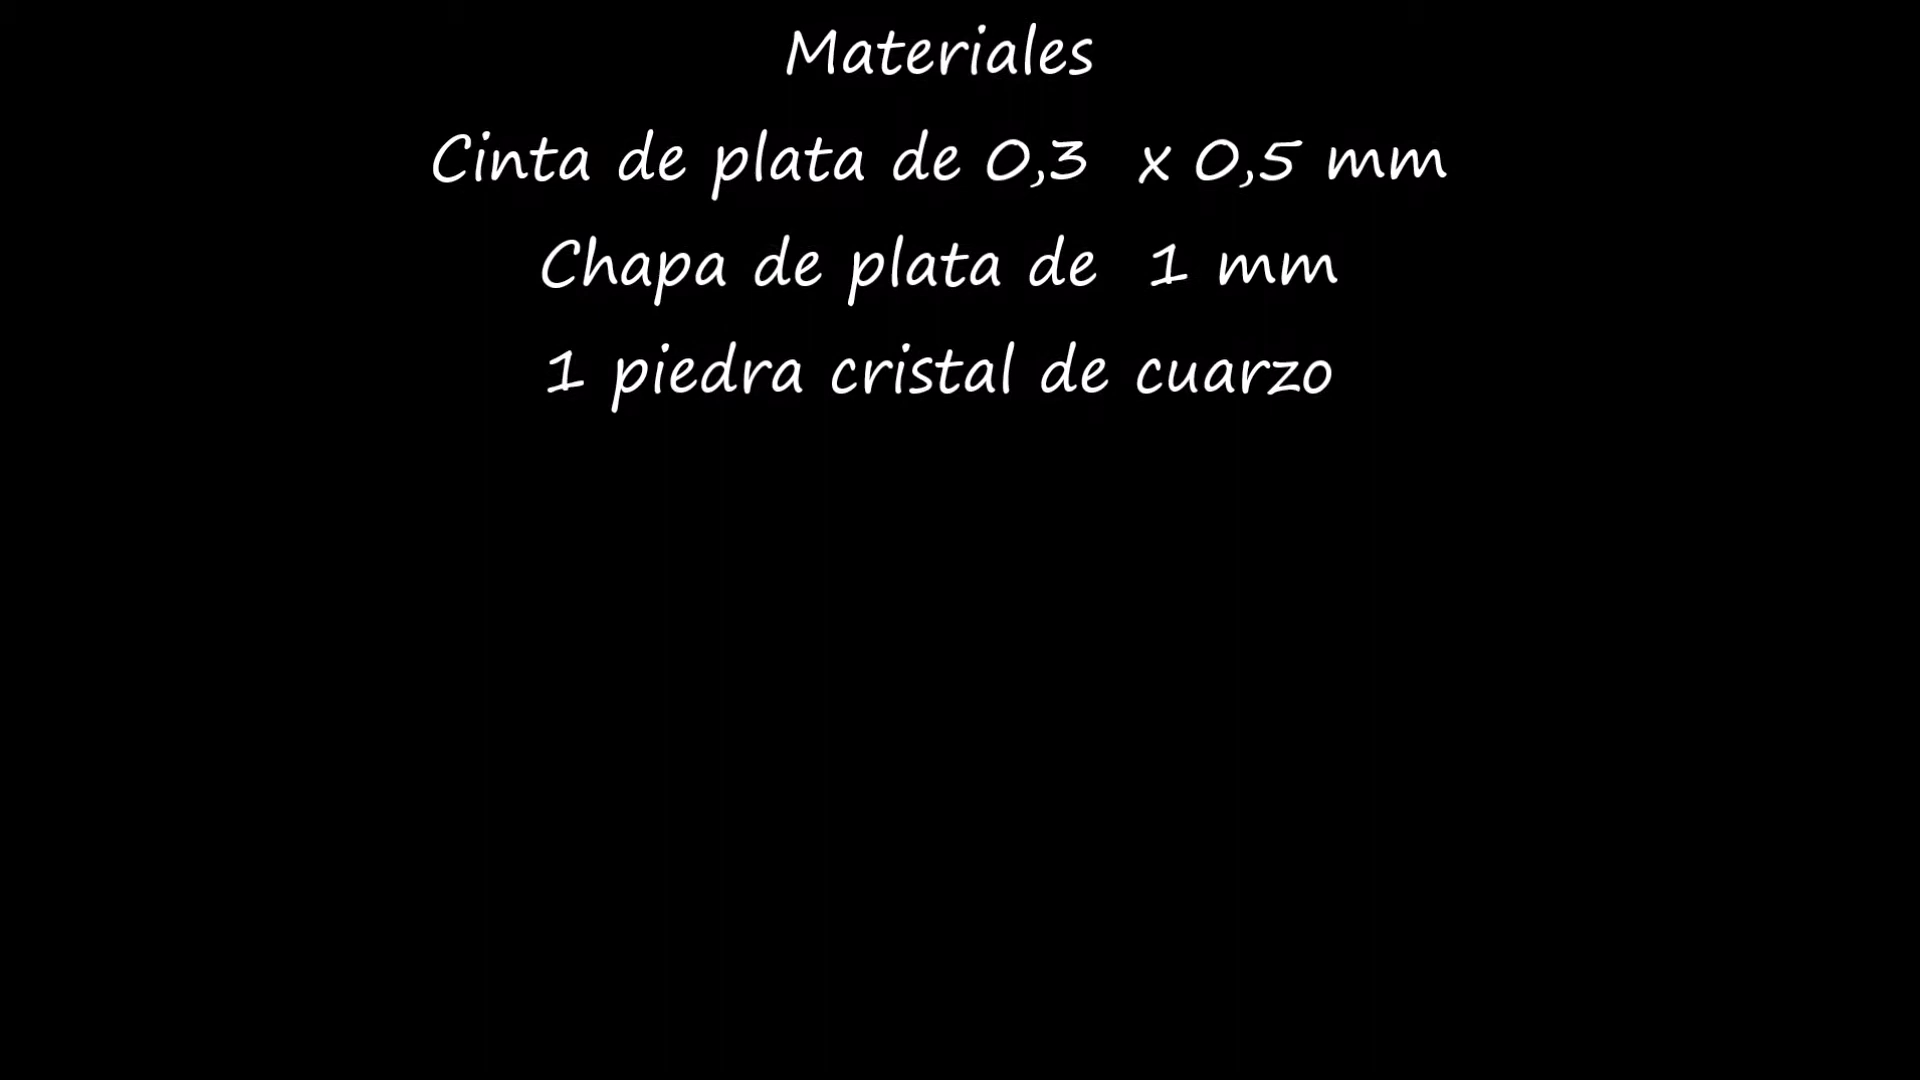 Materiales
Cinta de plata de 0,3 x 0,5 mm
Chapa de plata de 1 mm
1 piedra cristal de cuarzo